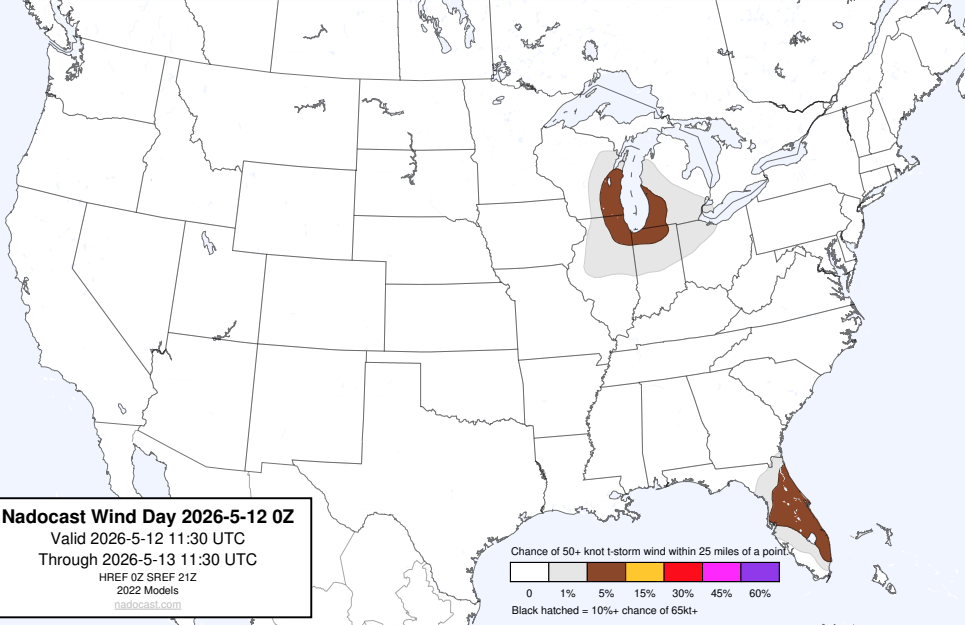 Nadocast Wind Day 2026-5-12 0Z
Valid 2026-5-12 11:30 UTC
Through 2026-5-13 11:30 UTC
HREF 0Z SREF 21Z
2022 Models
nadocast.com
Chance of 50+ knot t-storm wind within 25 miles of a point.
0 1% 5% 15% 30% 45% 60%
Black hatched = 10%+ chance of 65kt+